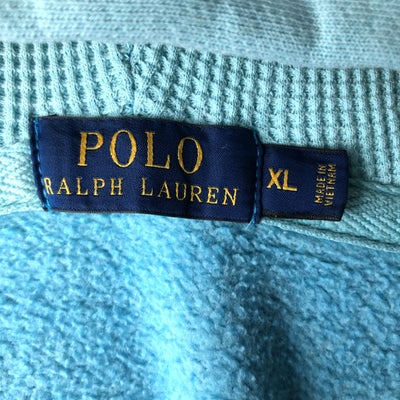 POLO
RALPH LAUREN
XL
MADE IN
VIETNAM